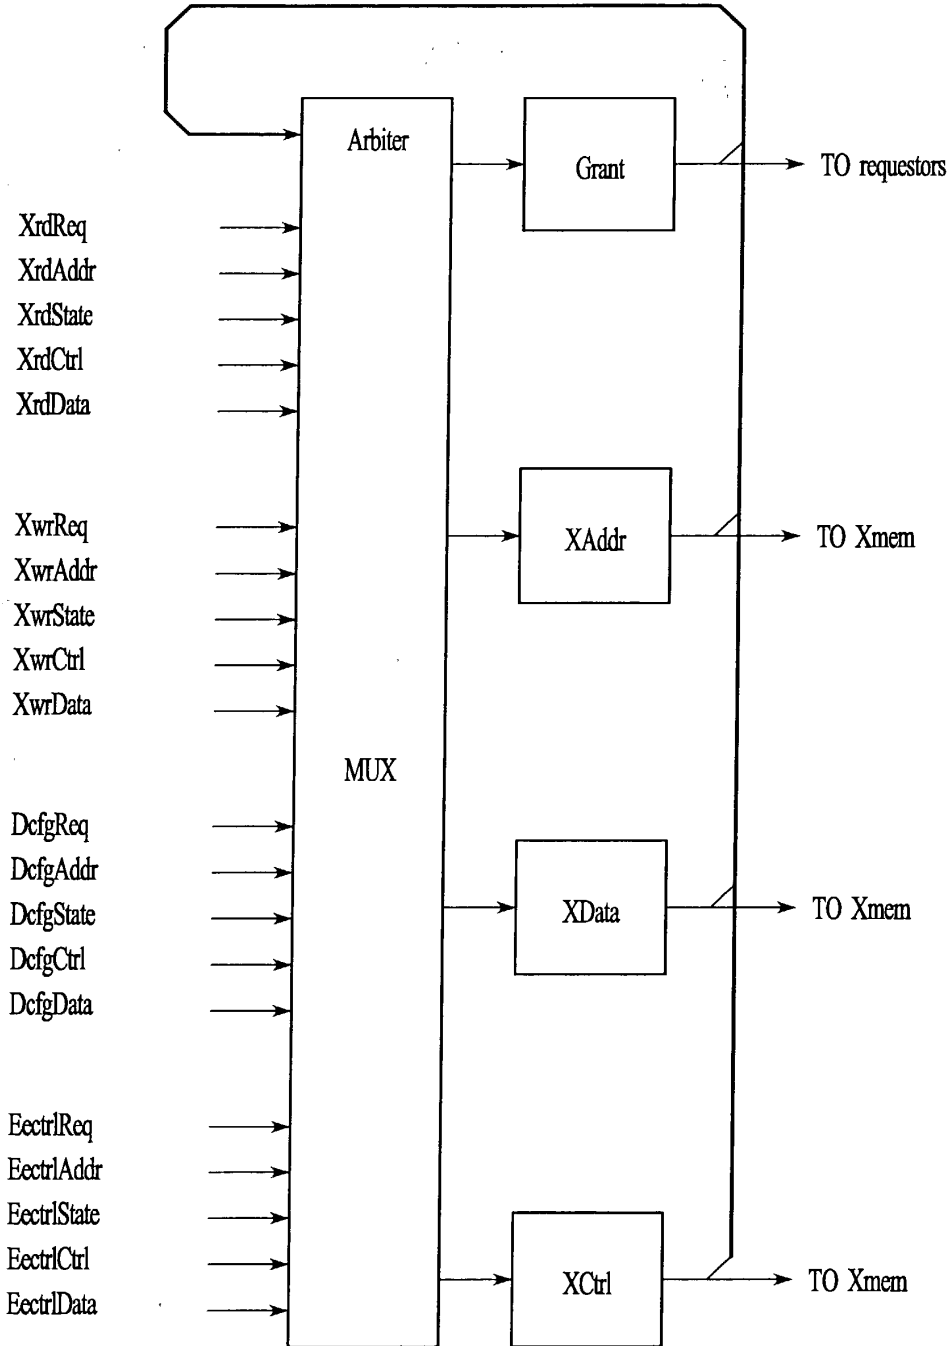 Arbiter
Grant
TO requestors
XrdReq
XrdAddr
XrdState
XrdCtrl
XrdData
XwrReq
XwrAddr
XwrState
XwrCtrl
XwrData
XAddr
TO Xmem
MUX
DcfgReq
DcfgAddr
DcfgState
DcfgCtrl
DcfgData
XData
TO Xmem
EectrlReq
EectrlAddr
EectrlState
EectrlCtrl
EectrlData
XCtrl
TO Xmem